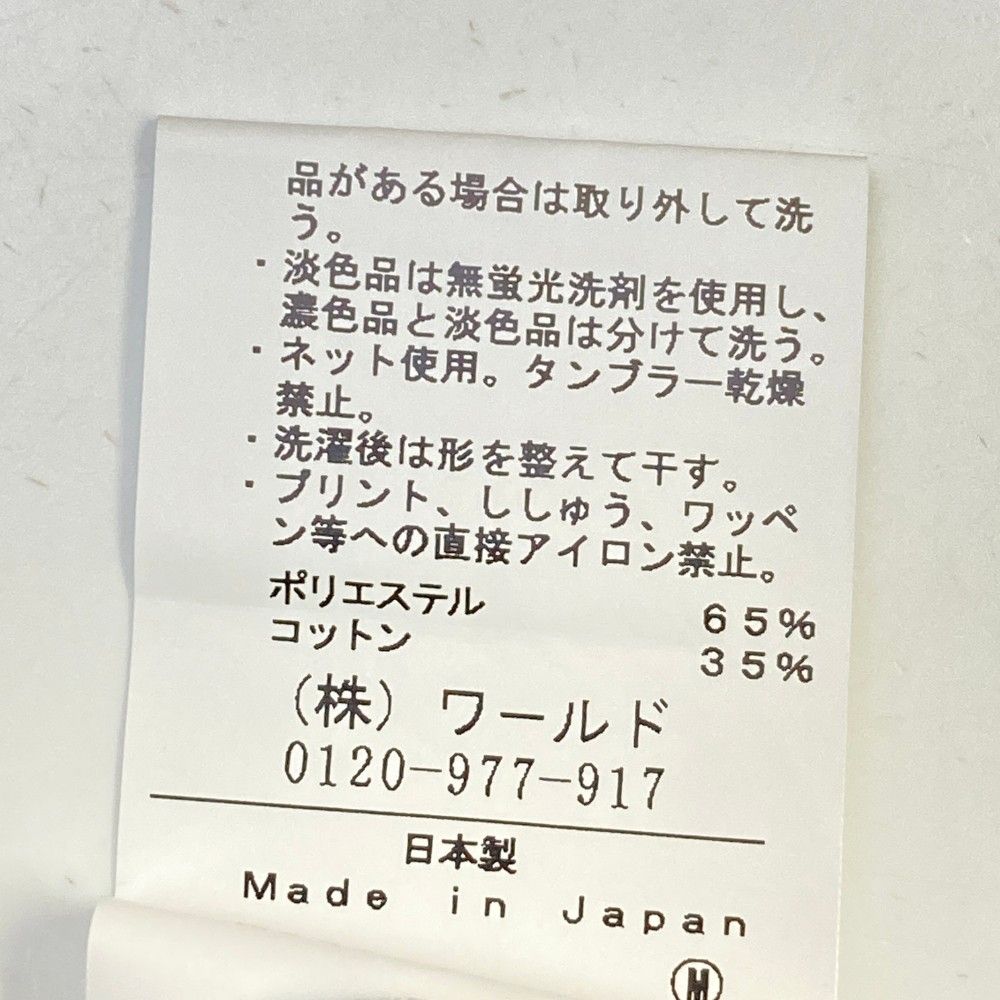 品がある場合は取り外して洗
う。
・淡色品は無蛍光洗剤を使用し、
濃色品と淡色品は分けて洗う。
・ネット使用。タンブラー乾燥
禁止。
・洗濯後は形を整えて干す。
・プリント、ししゅう、ワッペ
ン等への直接アイロン禁止。
ポリエステル 65%
コットン 35%
(株) ワールド
0120-977-917
日本製
Made in Japan
Ⓜ